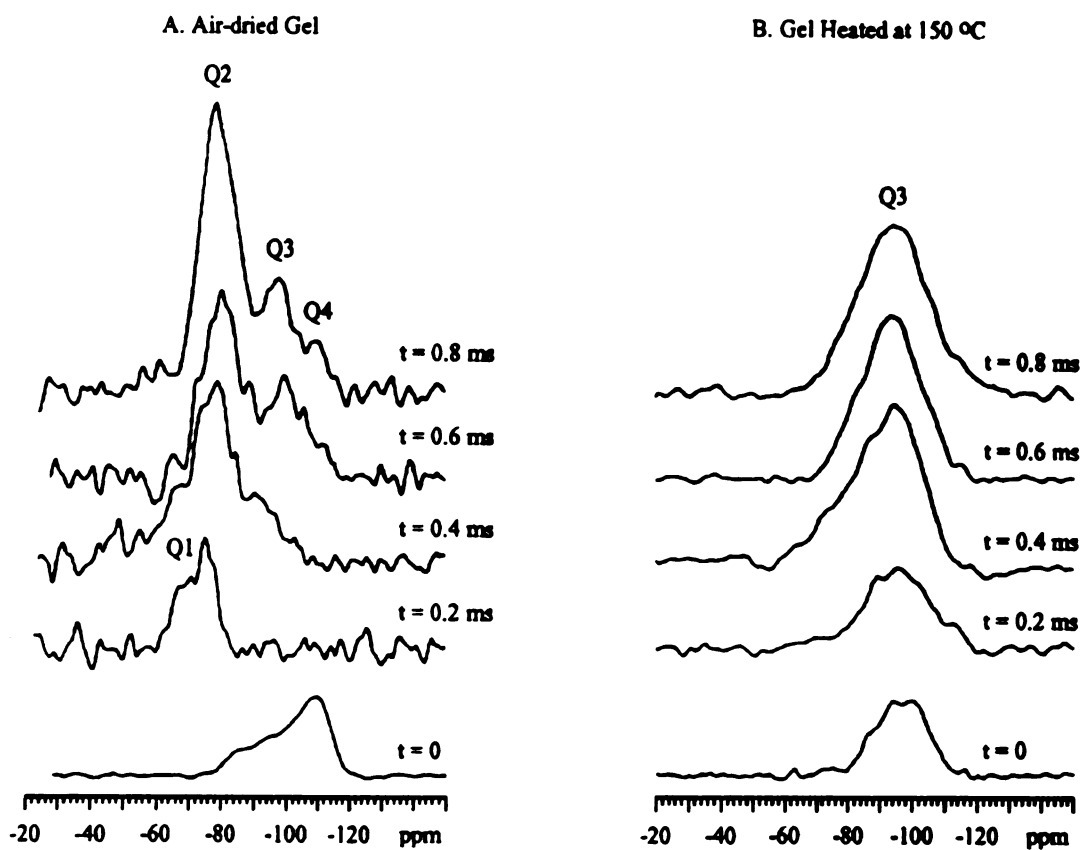 A. Air-dried Gel
Q2
Q3
Q4
t = 0.8 ms
t = 0.6 ms
t = 0.4 ms
Q1
t = 0.2 ms
t = 0
-20 -40 -60 -80 -100 -120 ppm
B. Gel Heated at 150 ºC
Q3
t = 0.8 ms
t = 0.6 ms
t = 0.4 ms
t = 0.2 ms
t = 0
-20 -40 -60 -80 -100 -120 ppm